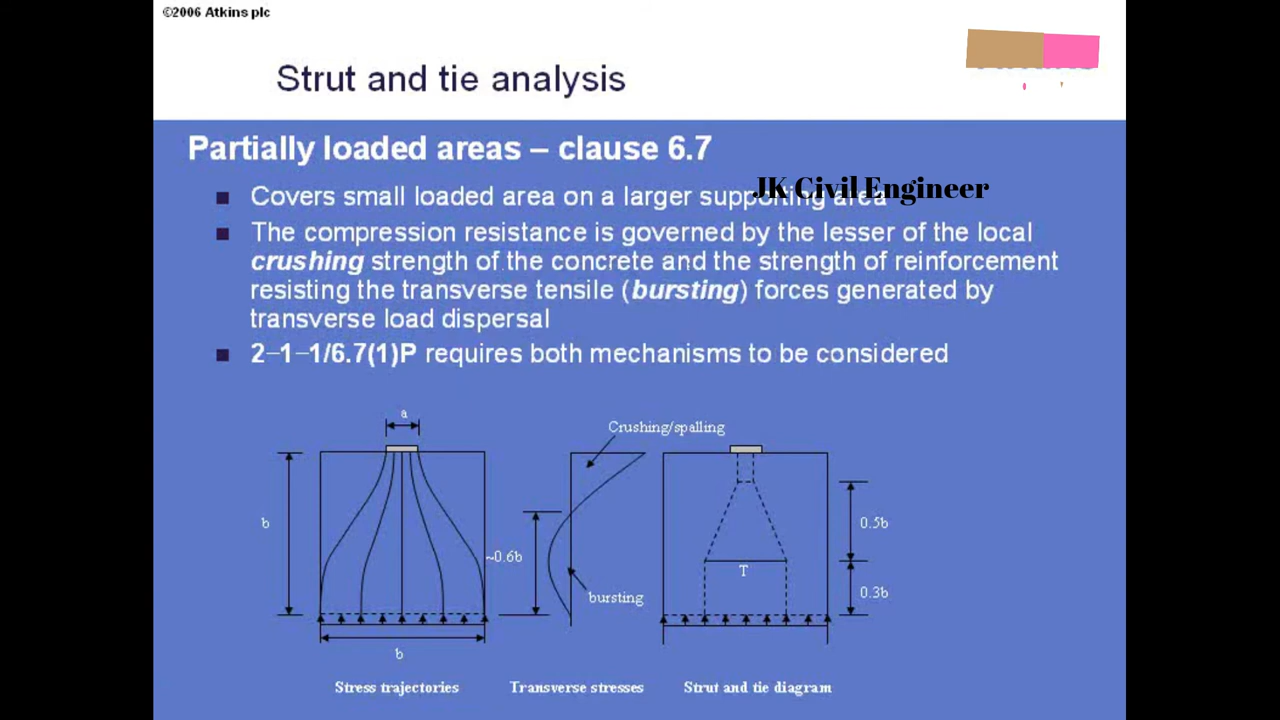 ©2006 Atkins plc
Strut and tie analysis
Partially loaded areas – clause 6.7
JK Civil Engineer
Covers small loaded area on a larger supporting area
The compression resistance is governed by the lesser of the local
crushing strength of the concrete and the strength of reinforcement
resisting the transverse tensile (bursting) forces generated by
transverse load dispersal
2–1–1/6.7(1)P requires both mechanisms to be considered
a
b
b
Stress trajectories
Crushing/spalling
~0.6b
bursting
Transverse stresses
0.5b
T
0.3b
Strut and tie diagram